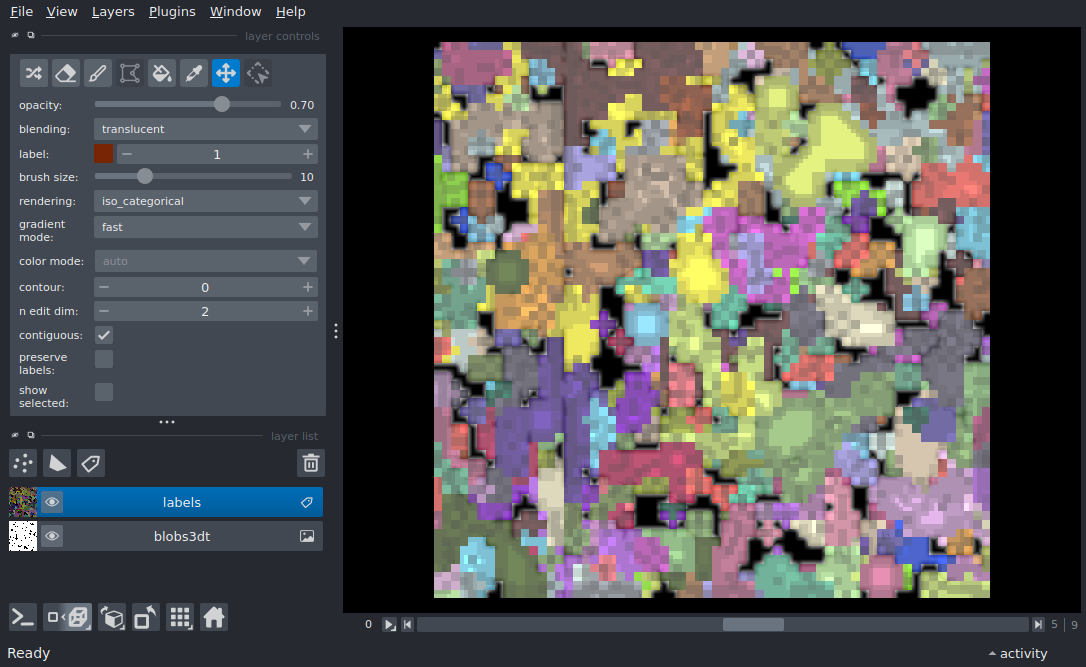 File View Layers Plugins Window Help
layer controls
opacity: 0.70
blending: translucent
label: 1
brush size: 10
rendering: iso_categorical
gradient
mode: fast
color mode: auto
contour: 0
n edit dim: 2
contiguous:
preserve
labels:
show
selected:
layer list
labels
blobs3dt
0 5 9
Ready activity